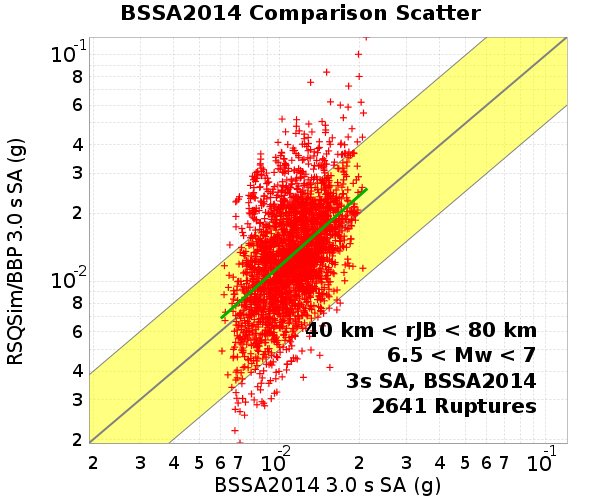 BSSA2014 Comparison Scatter
RSQSim/BBP 3.0 s SA (g)
10-1
8
6
4
3
2
10-2
8
6
4
3
2
40 km < rJB < 80 km
6.5 < Mw < 7
3s SA, BSSA2014
2641 Ruptures
2 3 4 5 6 7 10-2 2 3 4 5 6 7 10-1
BSSA2014 3.0 s SA (g)